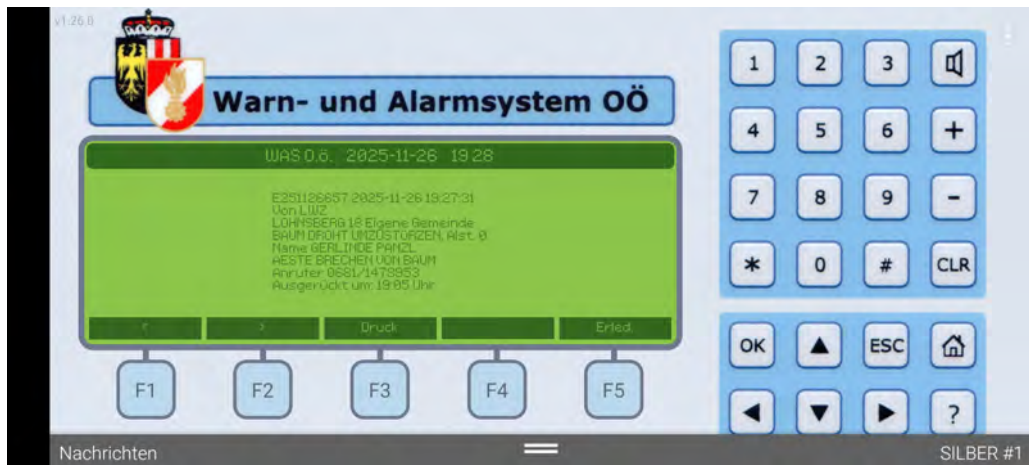 v1.26.0
Warn- und Alarmsystem OÖ
WAS O.ö. 2025-11-26 19:28
E251126657 2025-11-26 19:27:31
Von LWZ
LOHNSBERG 18 Eigene Gemeinde
BAUM DROHT UMZUSTÜRZEN, Alst. 0
Name GERLINDE PANZL
AESTE BRECHEN VON BAUM
Anrufer 0681/1478953
Ausgerückt um: 19:05 Uhr
< > Druck Erled.
F1 F2 F3 F4 F5
1 2 3
4 5 6 +
7 8 9 -
* 0 # CLR
OK ESC
?
Nachrichten SILBER #1